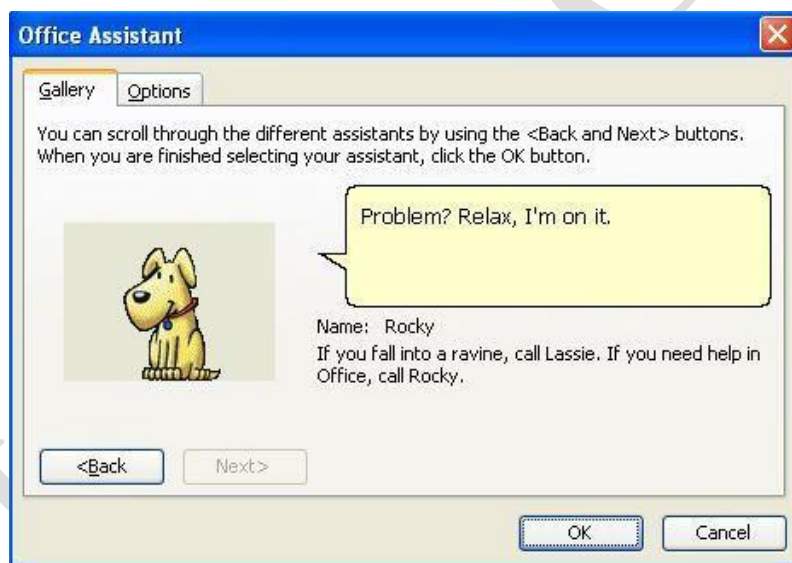 Office Assistant
Gallery
Options
You can scroll through the different assistants by using the <Back and Next> buttons.
When you are finished selecting your assistant, click the OK button.
Problem? Relax, I'm on it.
Name: Rocky
If you fall into a ravine, call Lassie. If you need help in
Office, call Rocky.
<Back
Next>
OK
Cancel